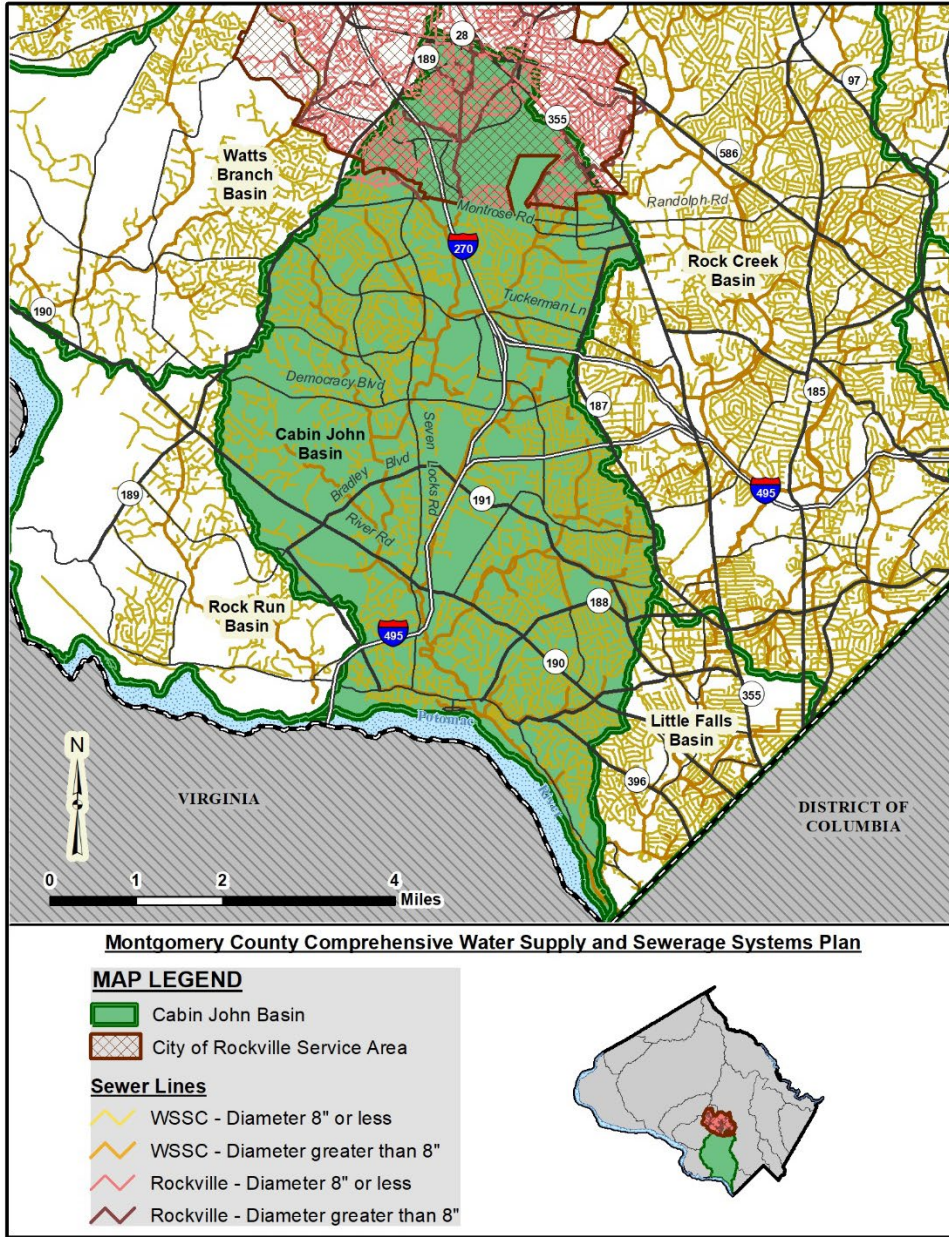 28
189
97
355
586
Watts
Branch
Basin
Randolph Rd
Montrose Rd
270
Rock Creek
Basin
190
Tuckerman Ln
Democracy Blvd
185
187
Cabin John
Basin
Seven Locks Rd
Bradley Blvd
189
191
495
River Rd
Rock Run
Basin
188
495
190
355
Little Falls
Basin
Potomac
River
396
N
VIRGINIA
DISTRICT OF
COLUMBIA
0 1 2 4
Miles
Montgomery County Comprehensive Water Supply and Sewerage Systems Plan
MAP LEGEND
Cabin John Basin
City of Rockville Service Area
Sewer Lines
WSSC - Diameter 8" or less
WSSC - Diameter greater than 8"
Rockville - Diameter 8" or less
Rockville - Diameter greater than 8"